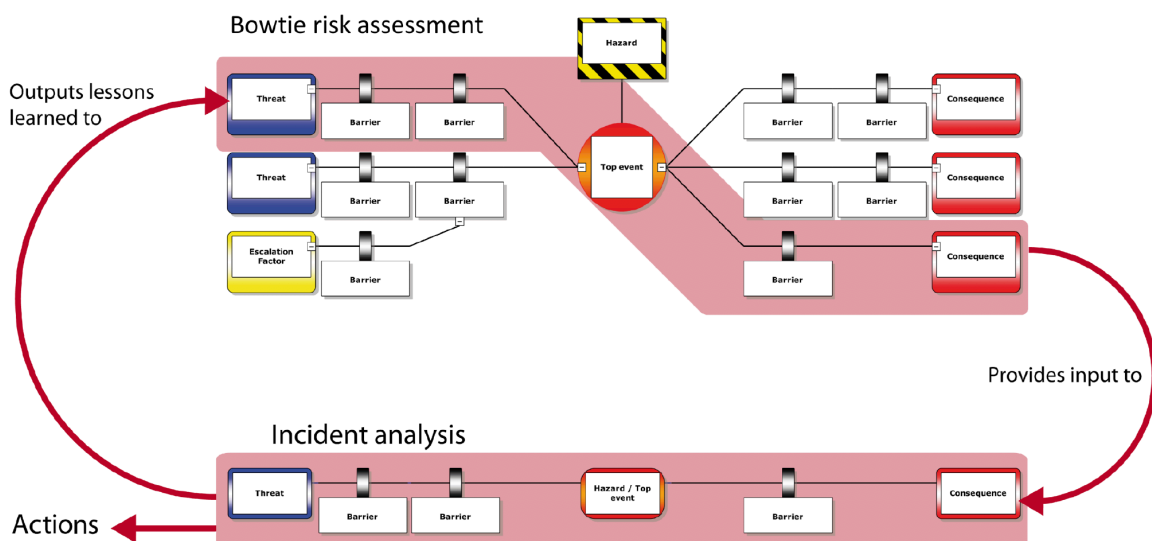 Bowtie risk assessment
Hazard
Outputs lessons
learned to
Threat
Barrier
Barrier
Top event
Barrier
Barrier
Consequence
Threat
Barrier
Barrier
Barrier
Barrier
Consequence
Escalation
Factor
Barrier
Barrier
Consequence
Provides input to
Incident analysis
Threat
Barrier
Barrier
Hazard / Top
event
Barrier
Consequence
Actions